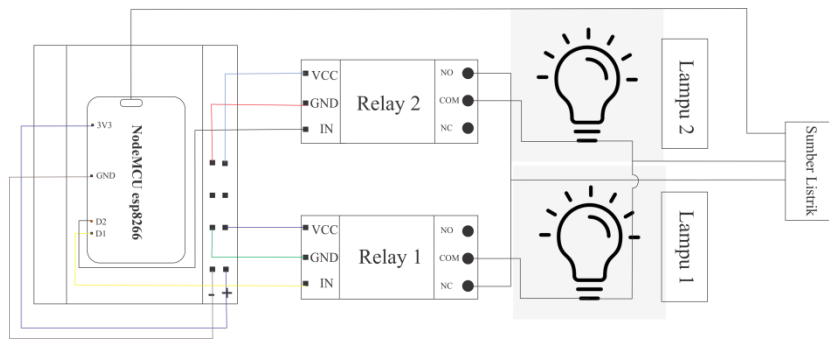 NodeMCU esp8266
3V3
GND
D2
D1
-
+
VCC
GND
IN
Relay 2
NO
COM
NC
Lampu 2
VCC
GND
IN
Relay 1
NO
COM
NC
Lampu 1
Sumber
Listrik